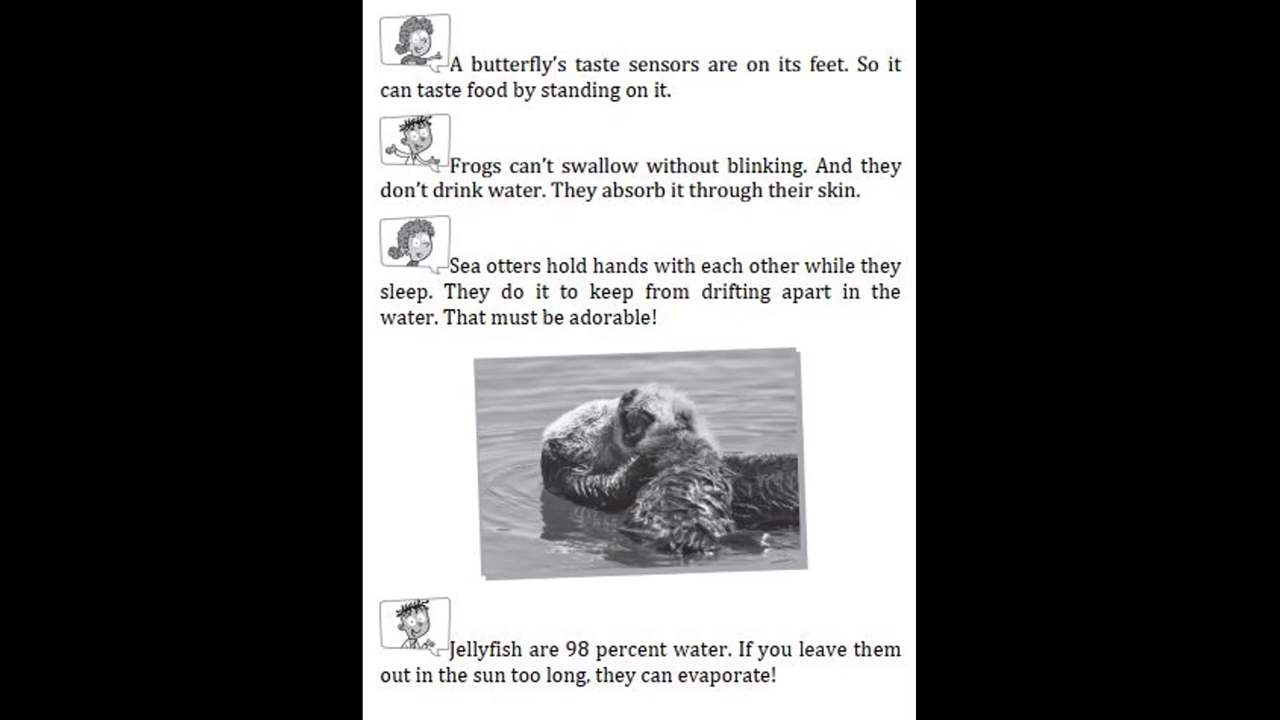 A butterfly's taste sensors are on its feet. So it
can taste food by standing on it.
Frogs can't swallow without blinking. And they
don't drink water. They absorb it through their skin.
Sea otters hold hands with each other while they
sleep. They do it to keep from drifting apart in the
water. That must be adorable!
Jellyfish are 98 percent water. If you leave them
out in the sun too long, they can evaporate!